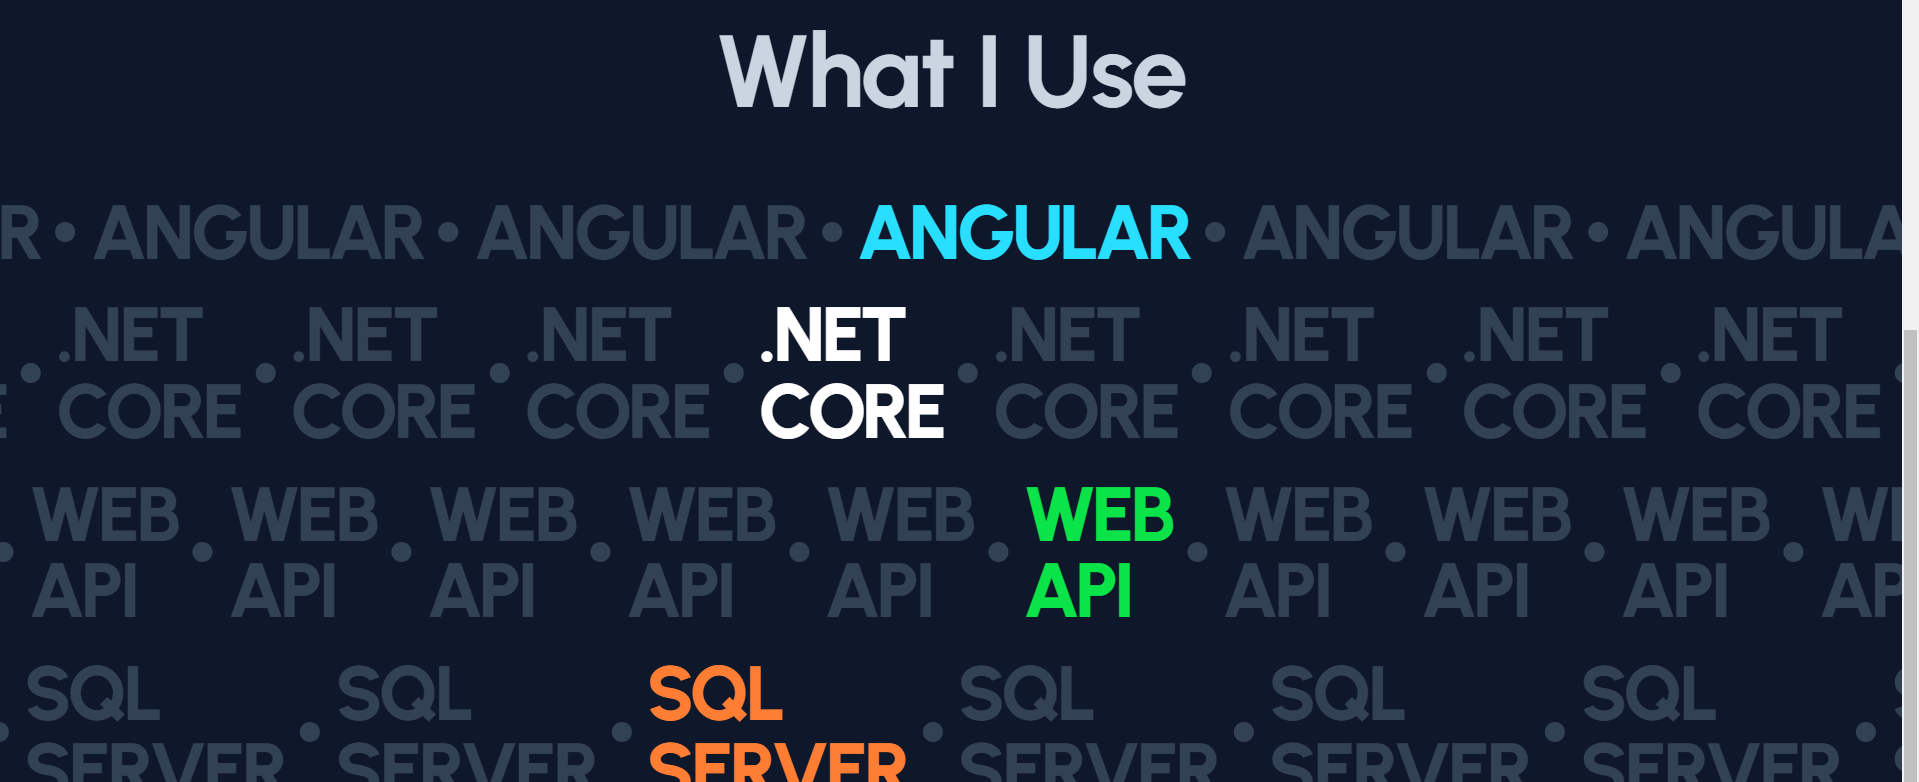 What I Use
R • ANGULAR • ANGULAR • ANGULAR • ANGULAR • ANGULA
.NET .NET .NET .NET .NET .NET .NET .NET
E • CORE • CORE • CORE • CORE • CORE • CORE • CORE • CORE •
WEB WEB WEB WEB WEB WEB WEB WEB WEB WE
• API • API • API • API • API • API • API • API • API • AP
SQL SQL SQL SQL SQL SQL
• SERVER • SERVER • SERVER • SERVER • SERVER • SERVER •